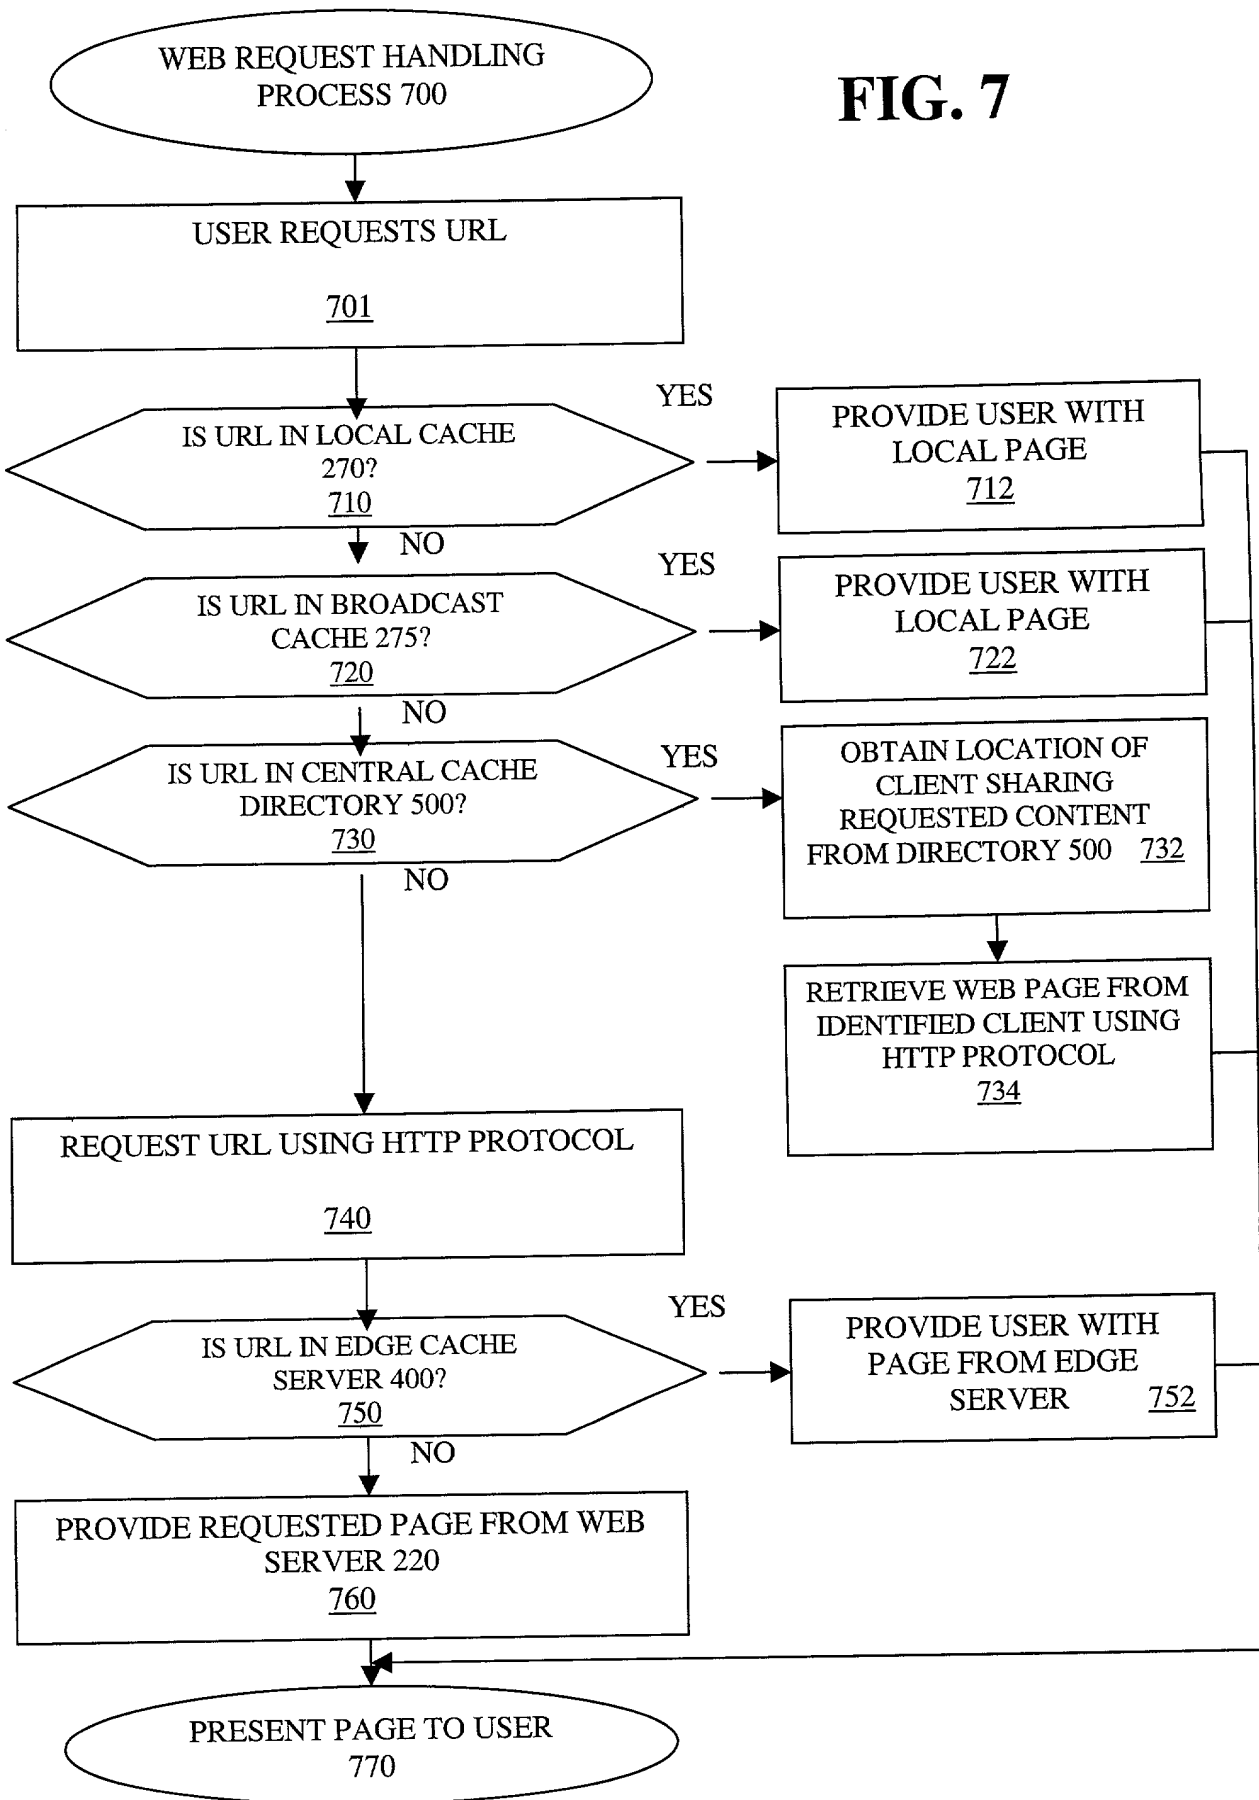 WEB REQUEST HANDLING
PROCESS 700
FIG. 7
USER REQUESTS URL
701
YES
IS URL IN LOCAL CACHE
270?
710
PROVIDE USER WITH
LOCAL PAGE
712
NO
YES
IS URL IN BROADCAST
CACHE 275?
720
PROVIDE USER WITH
LOCAL PAGE
722
NO
YES
IS URL IN CENTRAL CACHE
DIRECTORY 500?
730
OBTAIN LOCATION OF
CLIENT SHARING
REQUESTED CONTENT
FROM DIRECTORY 500 732
NO
RETRIEVE WEB PAGE FROM
IDENTIFIED CLIENT USING
HTTP PROTOCOL
734
REQUEST URL USING HTTP PROTOCOL
740
YES
IS URL IN EDGE CACHE
SERVER 400?
750
PROVIDE USER WITH
PAGE FROM EDGE
SERVER 752
NO
PROVIDE REQUESTED PAGE FROM WEB
SERVER 220
760
PRESENT PAGE TO USER
770